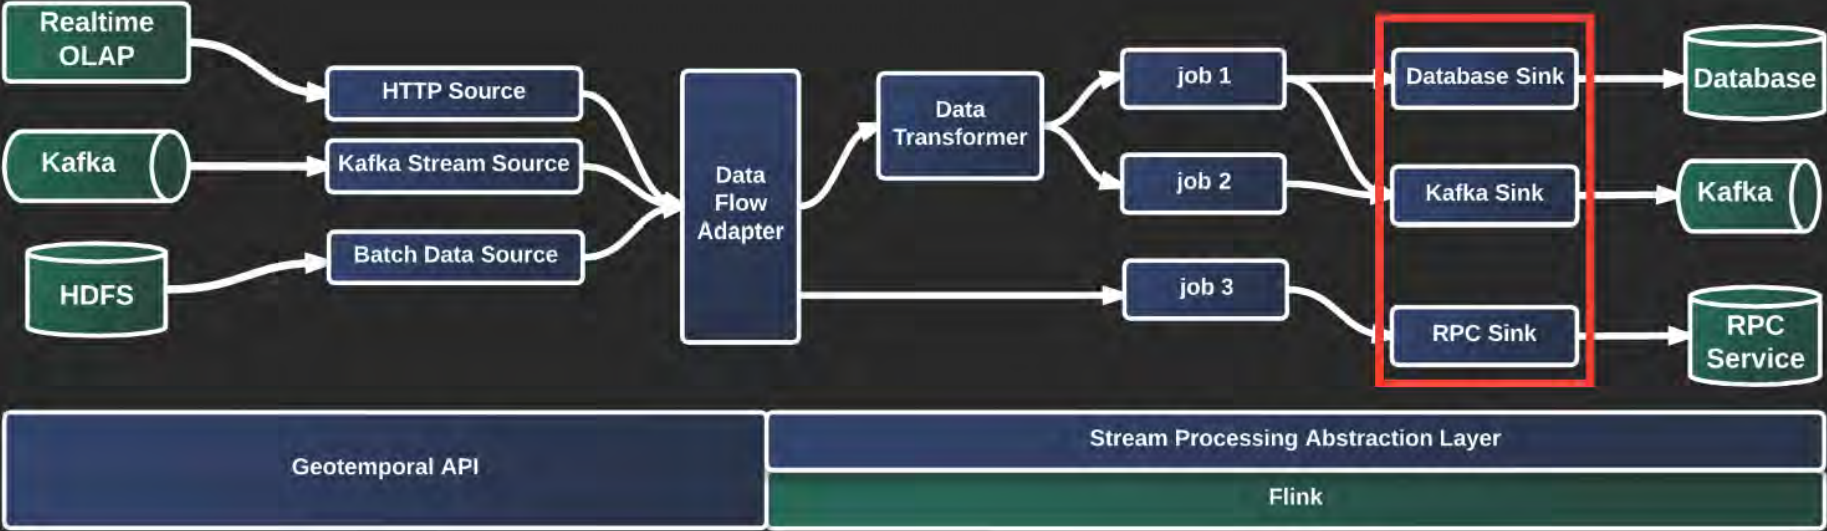 Realtime
OLAP
Kafka
HDFS
HTTP Source
Kafka Stream Source
Batch Data Source
Data
Flow
Adapter
Data
Transformer
job 1
job 2
job 3
Database Sink
Kafka Sink
RPC Sink
Database
Kafka
RPC
Service
Geotemporal API
Stream Processing Abstraction Layer
Flink